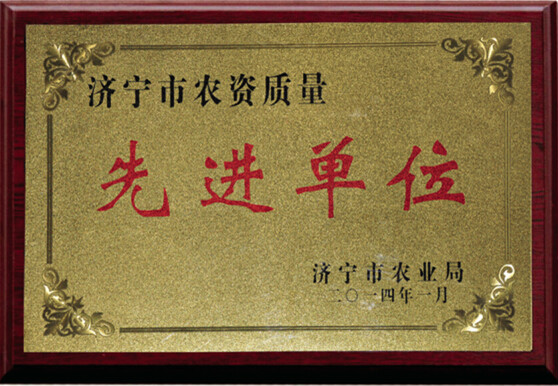 济宁市农资质量
先进单位
济宁市农业局
二〇一四年一月